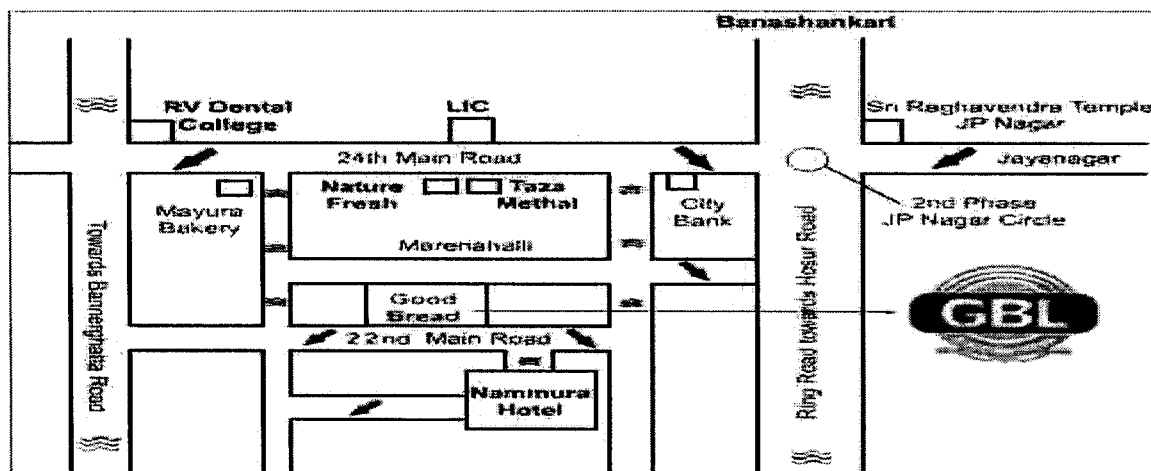 Banashankari
RV Dental
College
LIC
Sri Raghavendra Temple
JP Nagar
24th Main Road
Jayanagar
Mayura
Bakery
Nature
Fresh
Taza
Methai
City
Bank
2nd Phase
JP Nagar Circle
Marenahalli
Good
Bread
22nd Main Road
GBL
Nammura
Hotel
Towards Bannerghatta Road
Ring Road towards Hosur Road